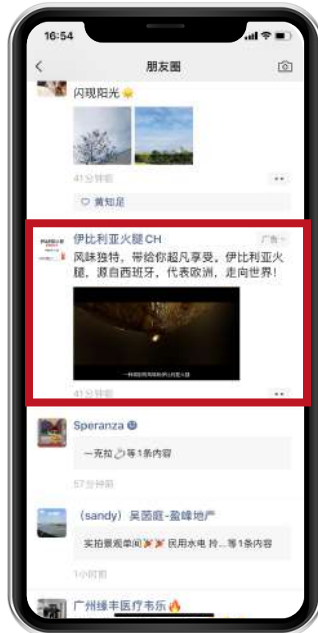 16:54
朋友圈
闪现阳光
41分钟前
黄知足
伊比利亚火腿CH
广告
风味独特，带给你超凡享受，伊比利亚火
腿，源自西班牙，代表欧洲，走向世界！
41分钟前
Speranza
一克拉💍等1条内容
57分钟前
（sandy）吴茵庭-盈峰地产
实拍景观单间🎉🎉民用水电 拎...等1条内容
1小时前
广州缘丰医疗韦乐🔥